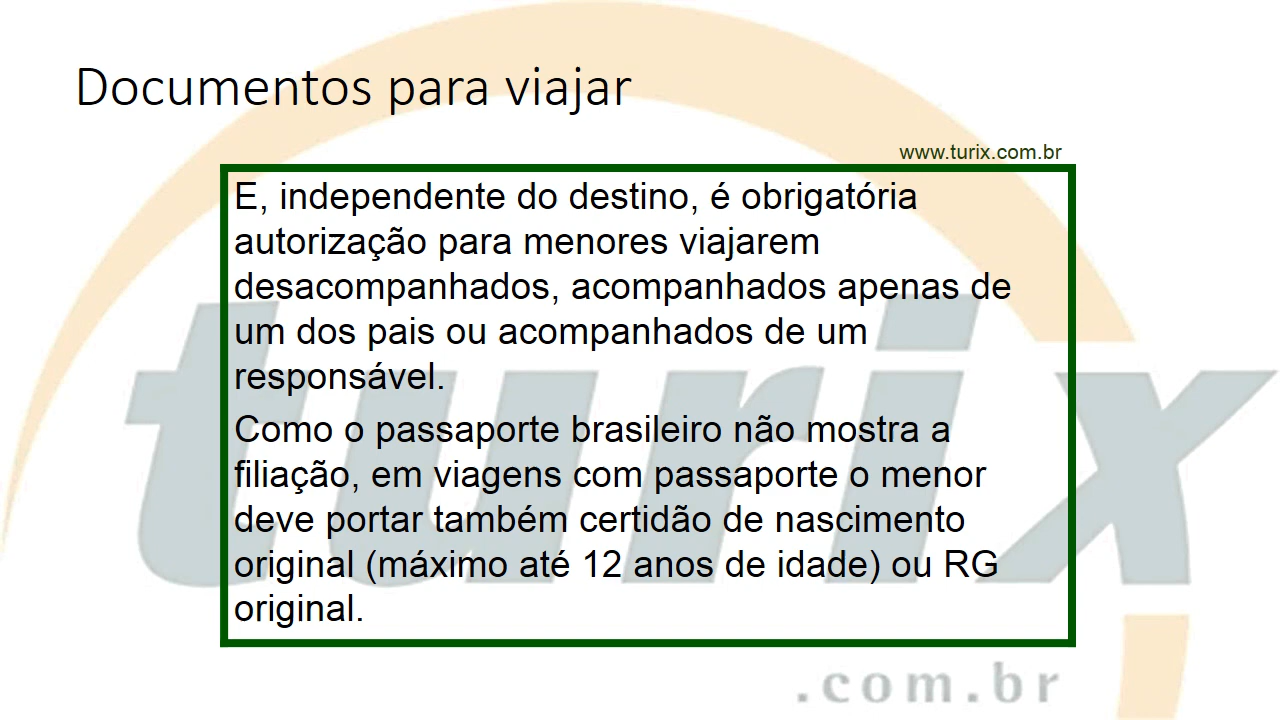 Documentos para viajar
www.turix.com.br
E, independente do destino, é obrigatória
autorização para menores viajarem
desacompanhados, acompanhados apenas de
um dos pais ou acompanhados de um
responsável.
Como o passaporte brasileiro não mostra a
filiação, em viagens com passaporte o menor
deve portar também certidão de nascimento
original (máximo até 12 anos de idade) ou RG
original.
turix
.com.br